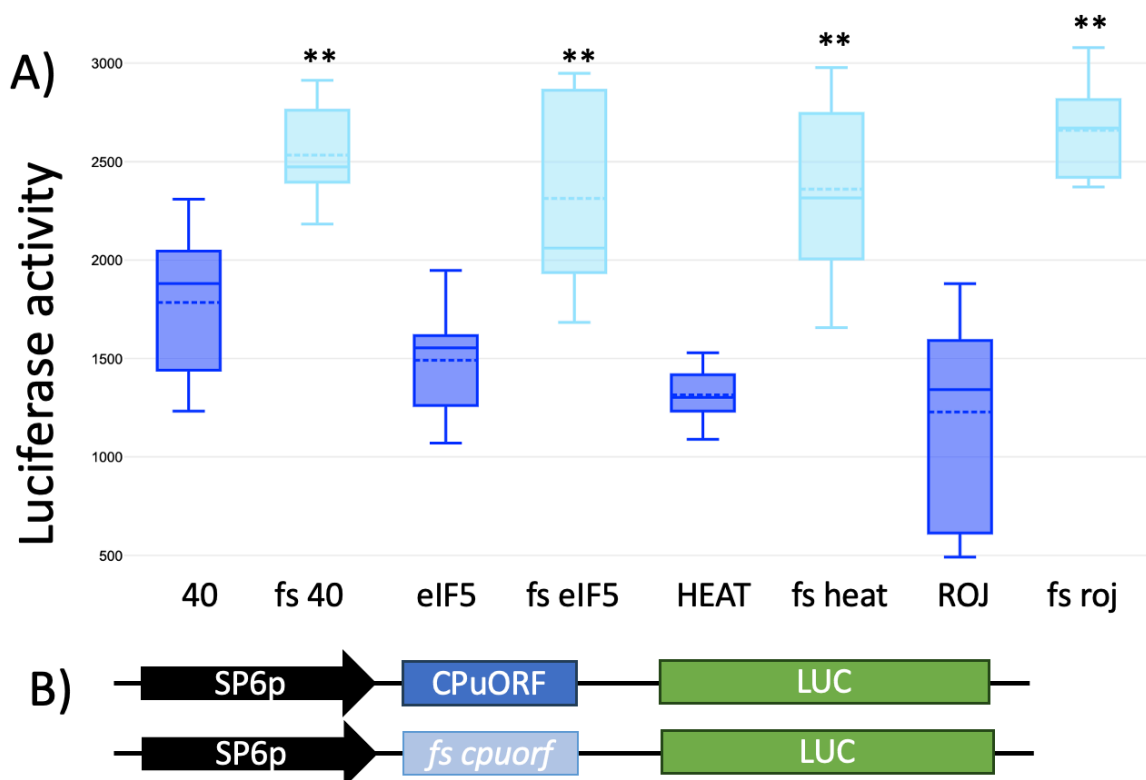 A)
** ** ** **
Luciferase activity
3000
2500
2000
1500
1000
500
40 fs 40 eIF5 fs eIF5 HEAT fs heat ROJ fs roj
B)
SP6p CPuORF LUC
SP6p fs cpuorf LUC